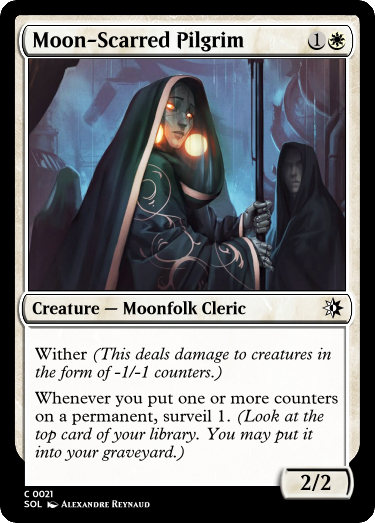 Moon-Scarred Pilgrim 1
Creature — Moonfolk Cleric
Wither (This deals damage to creatures in
the form of -1/-1 counters.)
Whenever you put one or more counters
on a permanent, surveil 1. (Look at the
top card of your library. You may put it
into your graveyard.)
2/2
C 0021
SOL Alexandre Reynaud